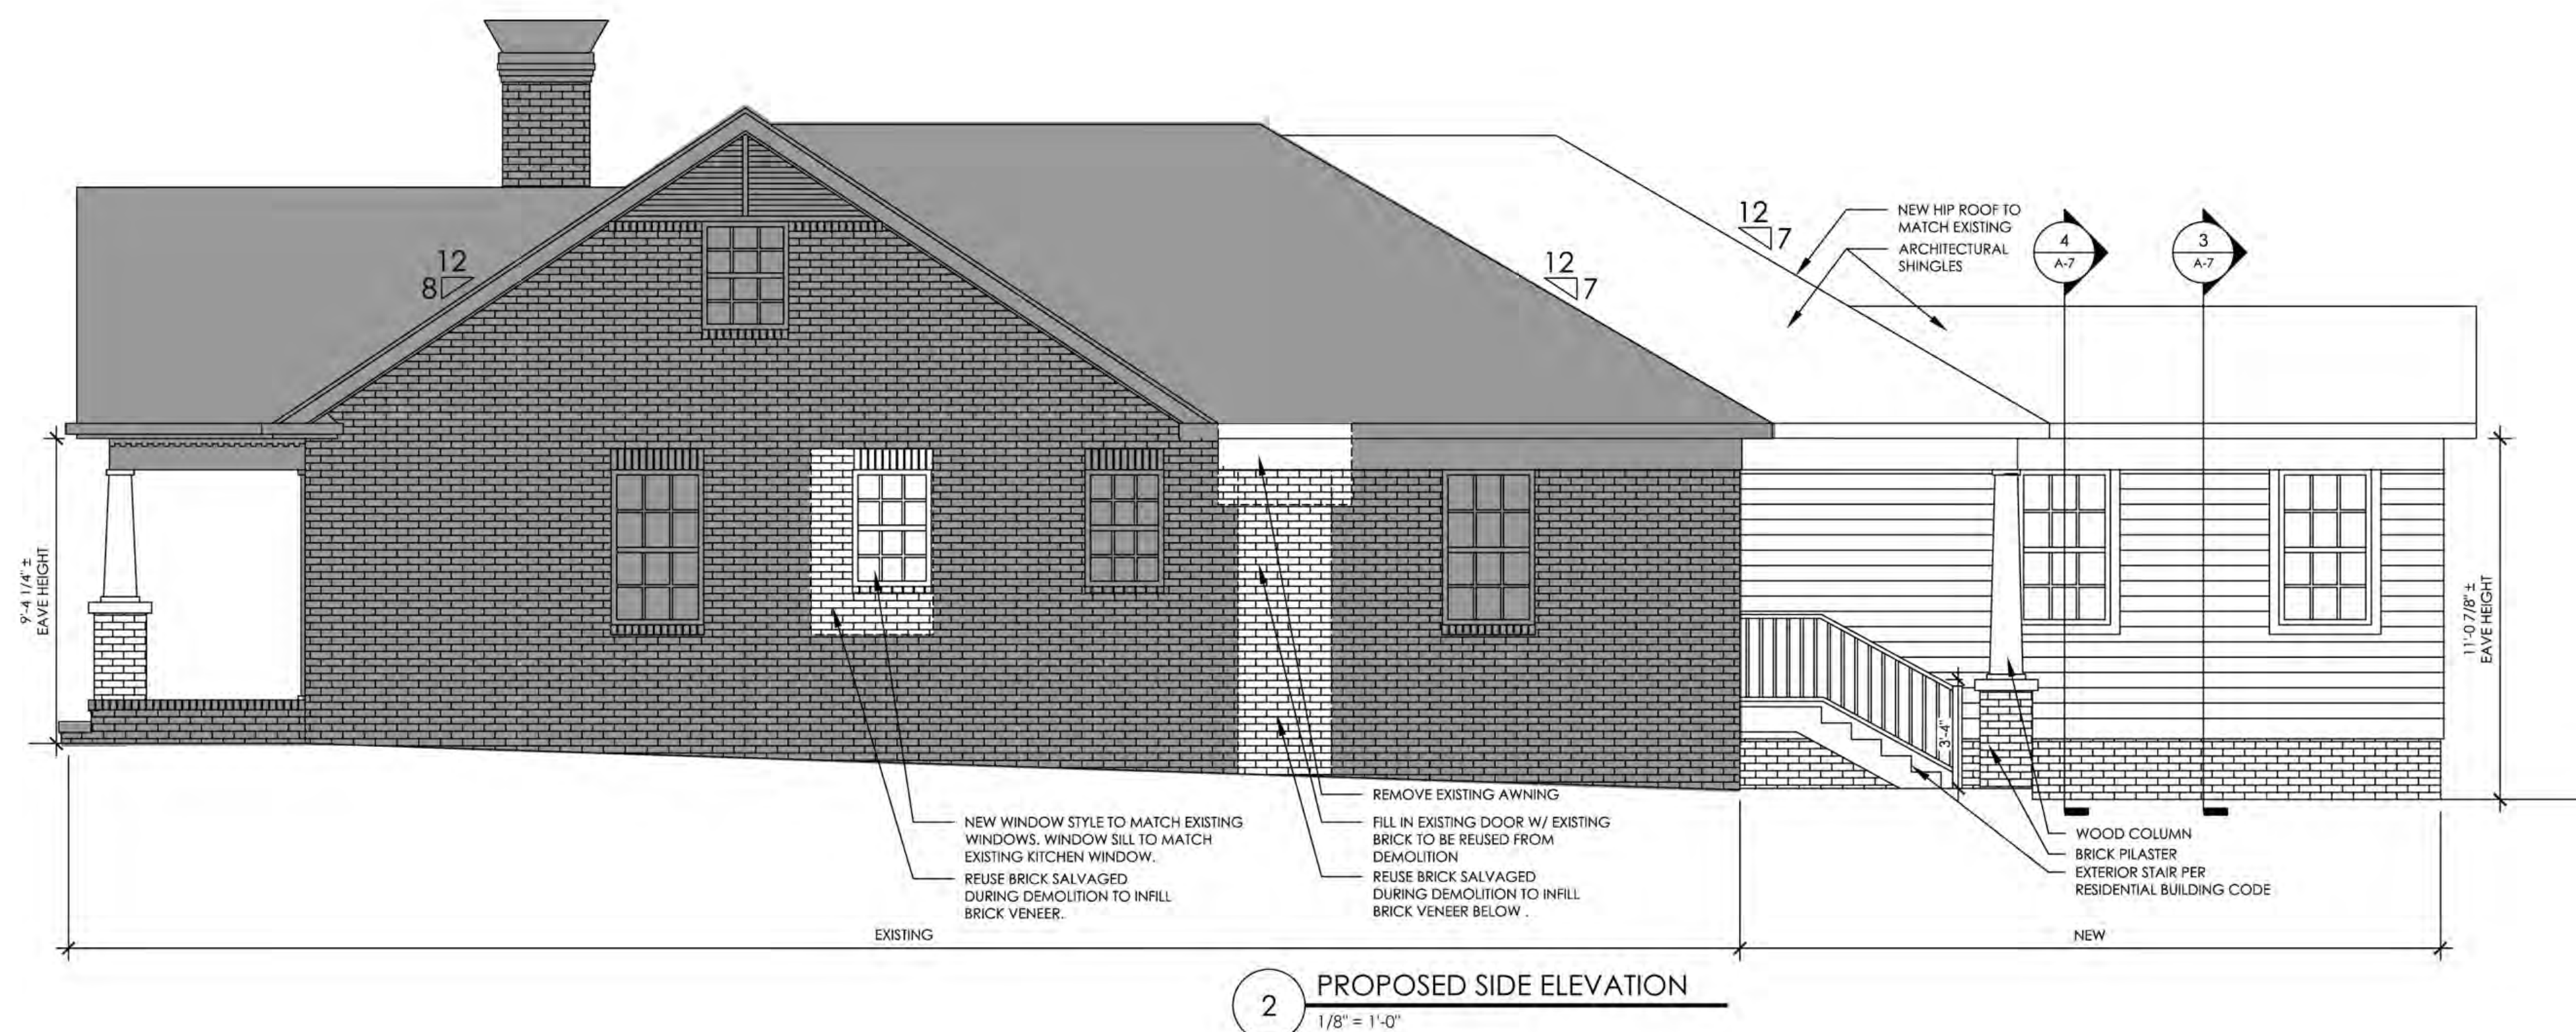 12
8
12
7
12
7
NEW HIP ROOF TO
MATCH EXISTING
ARCHITECTURAL
SHINGLES
4
A-7
3
A-7
9'-4 1/4" ±
EAVE HEIGHT
11'-0 7/8" ±
EAVE HEIGHT
3'-4"
NEW WINDOW STYLE TO MATCH EXISTING
WINDOWS. WINDOW SILL TO MATCH
EXISTING KITCHEN WINDOW.
REUSE BRICK SALVAGED
DURING DEMOLITION TO INFILL
BRICK VENEER.
REMOVE EXISTING AWNING
FILL IN EXISTING DOOR W/ EXISTING
BRICK TO BE REUSED FROM
DEMOLITION
REUSE BRICK SALVAGED
DURING DEMOLITION TO INFILL
BRICK VENEER BELOW .
WOOD COLUMN
BRICK PILASTER
EXTERIOR STAIR PER
RESIDENTIAL BUILDING CODE
EXISTING
NEW
2
PROPOSED SIDE ELEVATION
1/8" = 1'-0"